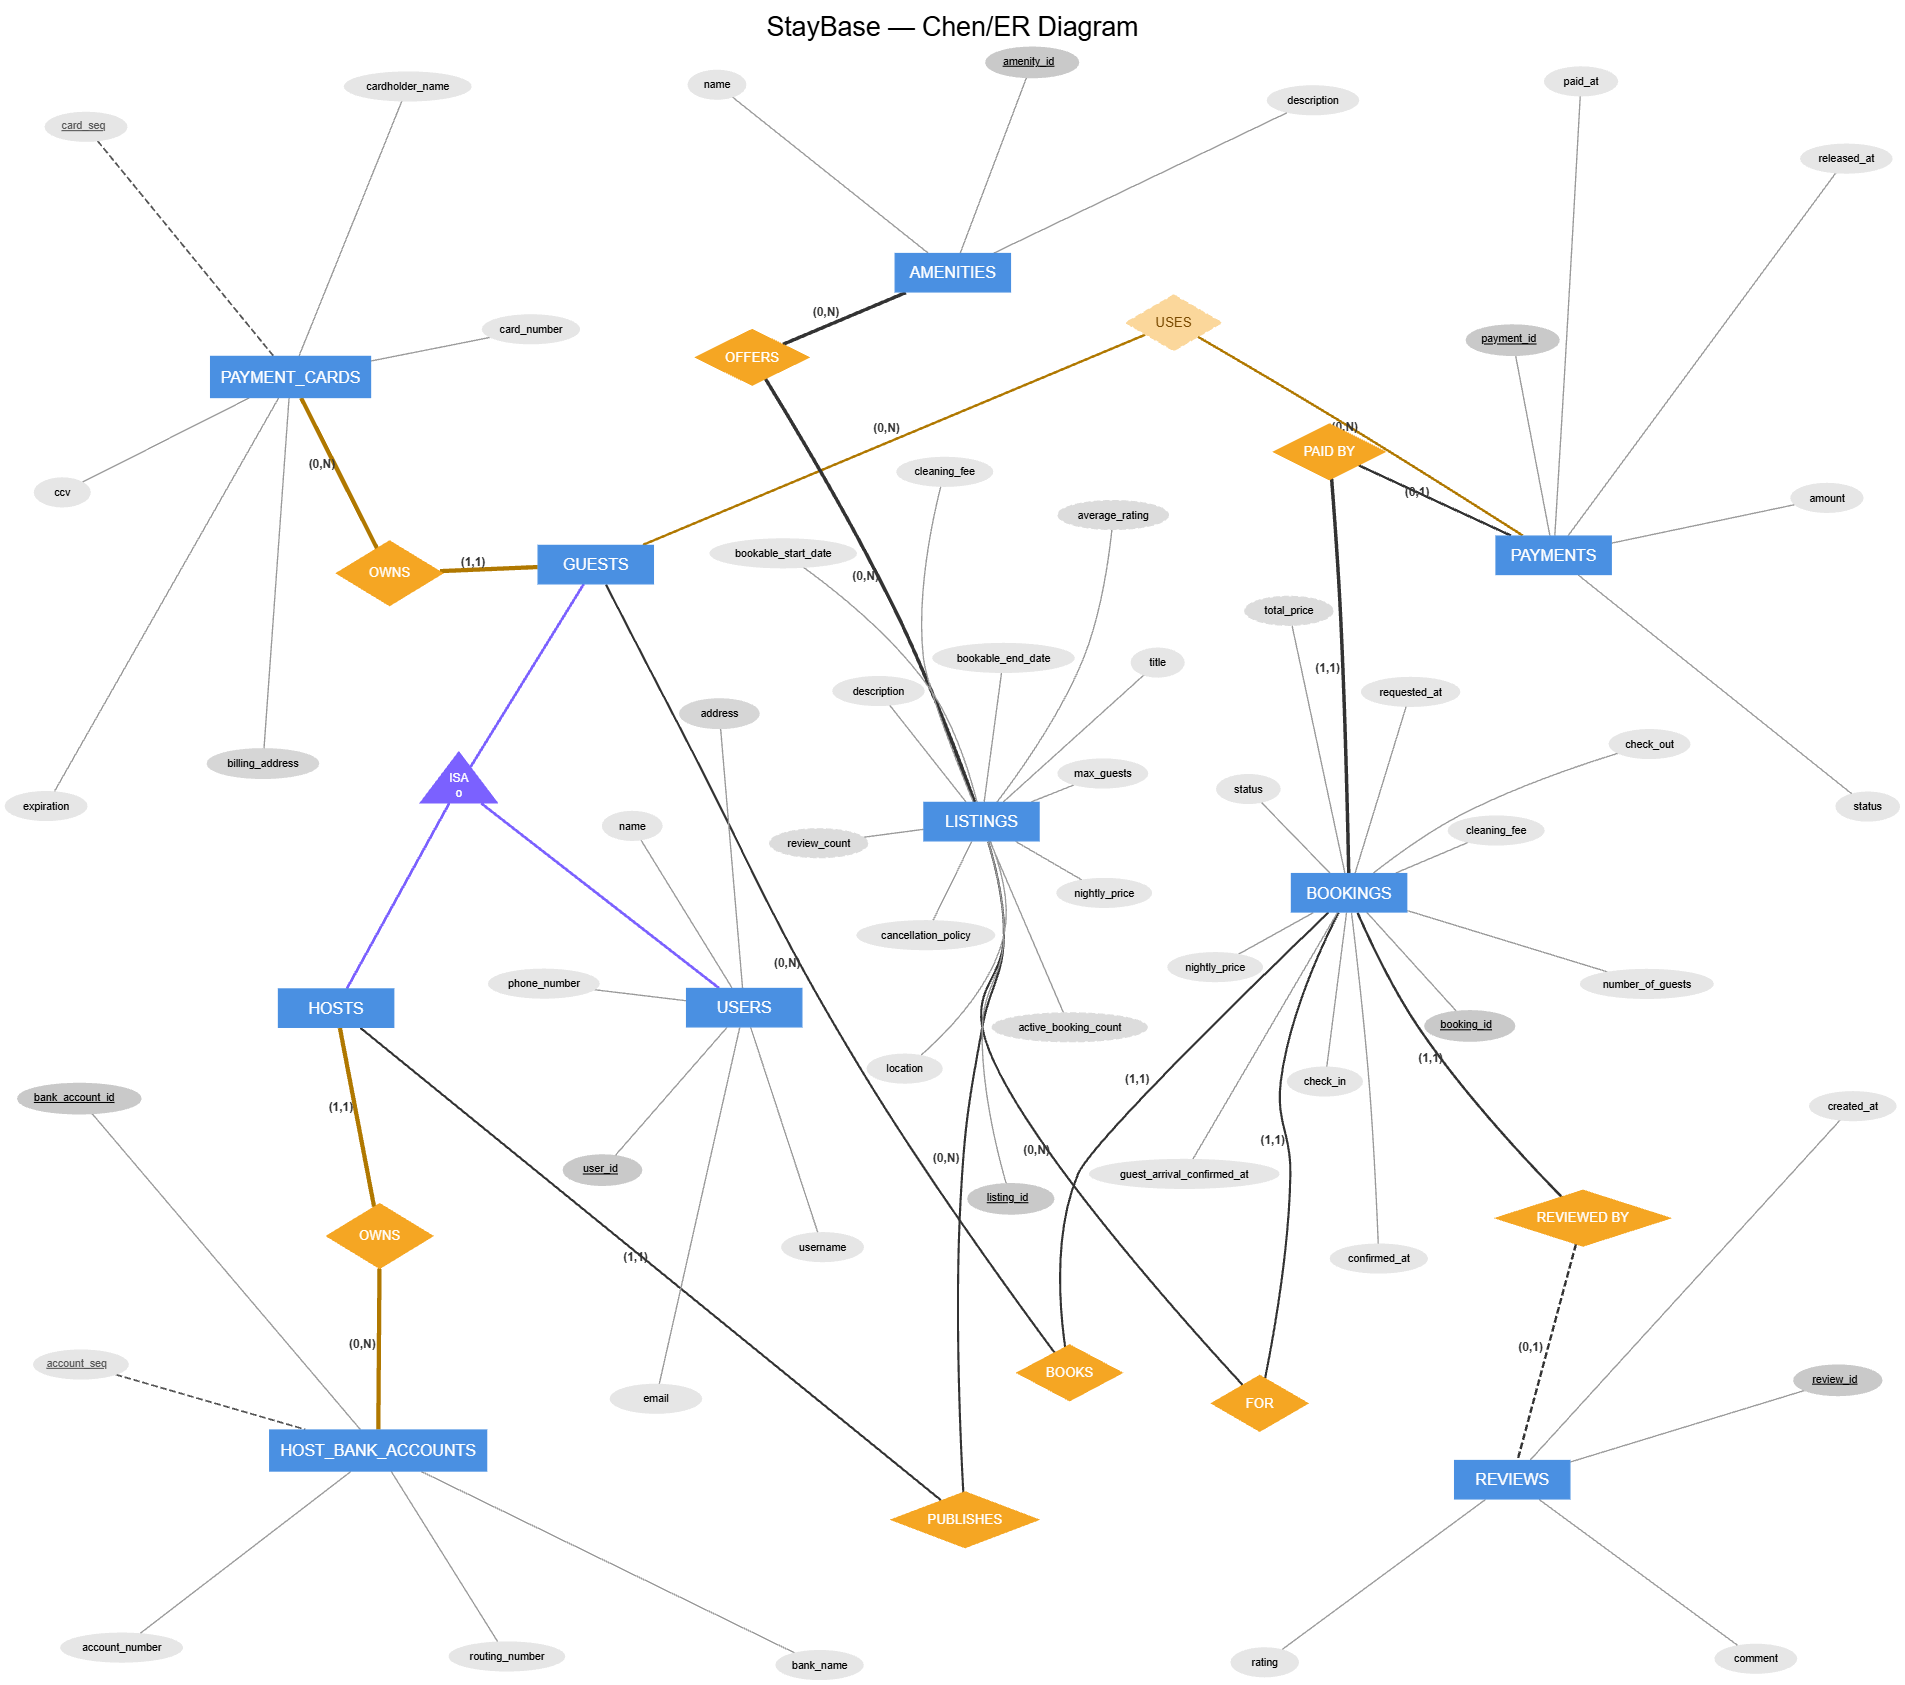 StayBase — Chen/ER Diagram
amenity_id
name
cardholder_name
paid_at
description
card_seq
released_at
AMENITIES
(0,N)
USES
card_number
payment_id
OFFERS
PAYMENT_CARDS
(0,N)
(0,N)
PAID BY
(0,N)
cleaning_fee
ccv
(0,1)
amount
average_rating
bookable_start_date
PAYMENTS
(1,1)
GUESTS
OWNS
(0,N)
total_price
bookable_end_date
title
(1,1)
description
requested_at
address
check_out
billing_address
max_guests
ISA
o
status
expiration
status
LISTINGS
name
cleaning_fee
review_count
nightly_price
BOOKINGS
cancellation_policy
(0,N)
nightly_price
phone_number
number_of_guests
HOSTS
USERS
active_booking_count
booking_id
(1,1)
location
(1,1)
check_in
bank_account_id
(1,1)
created_at
(1,1)
(0,N)
(0,N)
user_id
guest_arrival_confirmed_at
listing_id
REVIEWED BY
OWNS
username
(1,1)
confirmed_at
(0,N)
(0,1)
account_seq
BOOKS
review_id
email
FOR
HOST_BANK_ACCOUNTS
REVIEWS
PUBLISHES
account_number
routing_number
bank_name
rating
comment